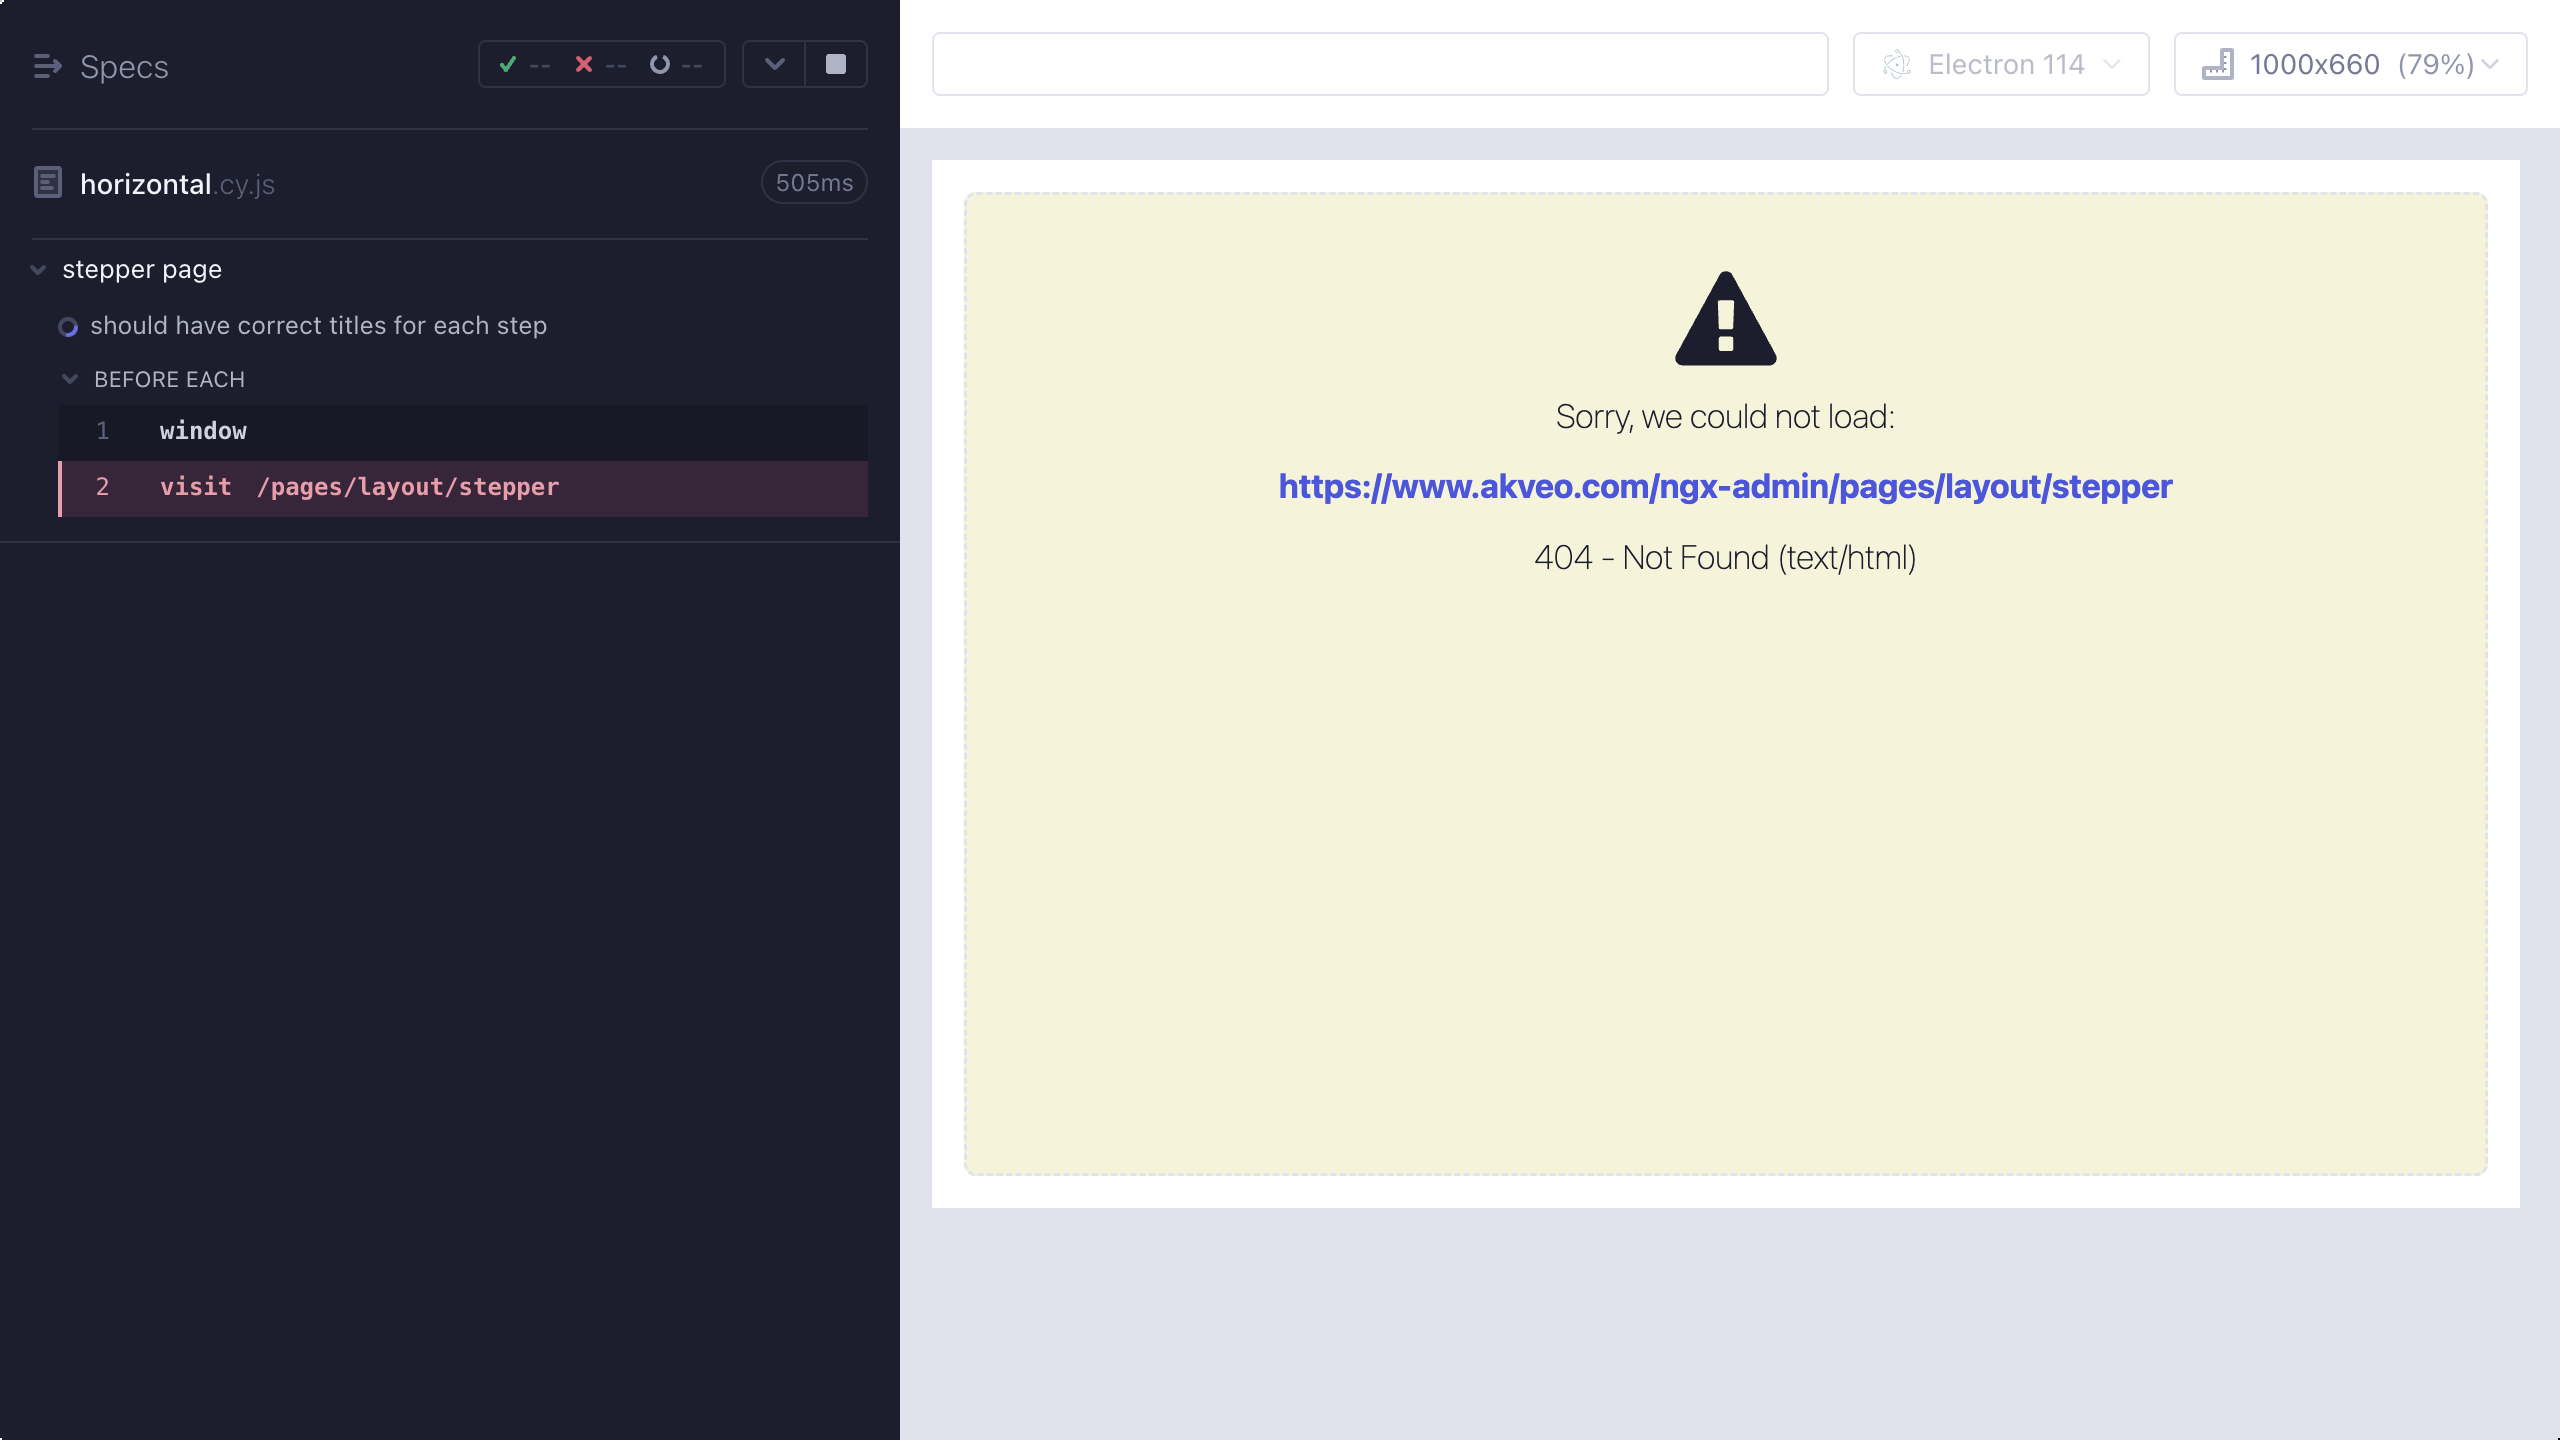 Specs
-- -- --
horizontal.cy.js
505ms
stepper page
should have correct titles for each step
BEFORE EACH
1 window
2 visit /pages/layout/stepper
Electron 114
1000x660 (79%)
Sorry, we could not load:
https://www.akveo.com/ngx-admin/pages/layout/stepper
404 - Not Found (text/html)